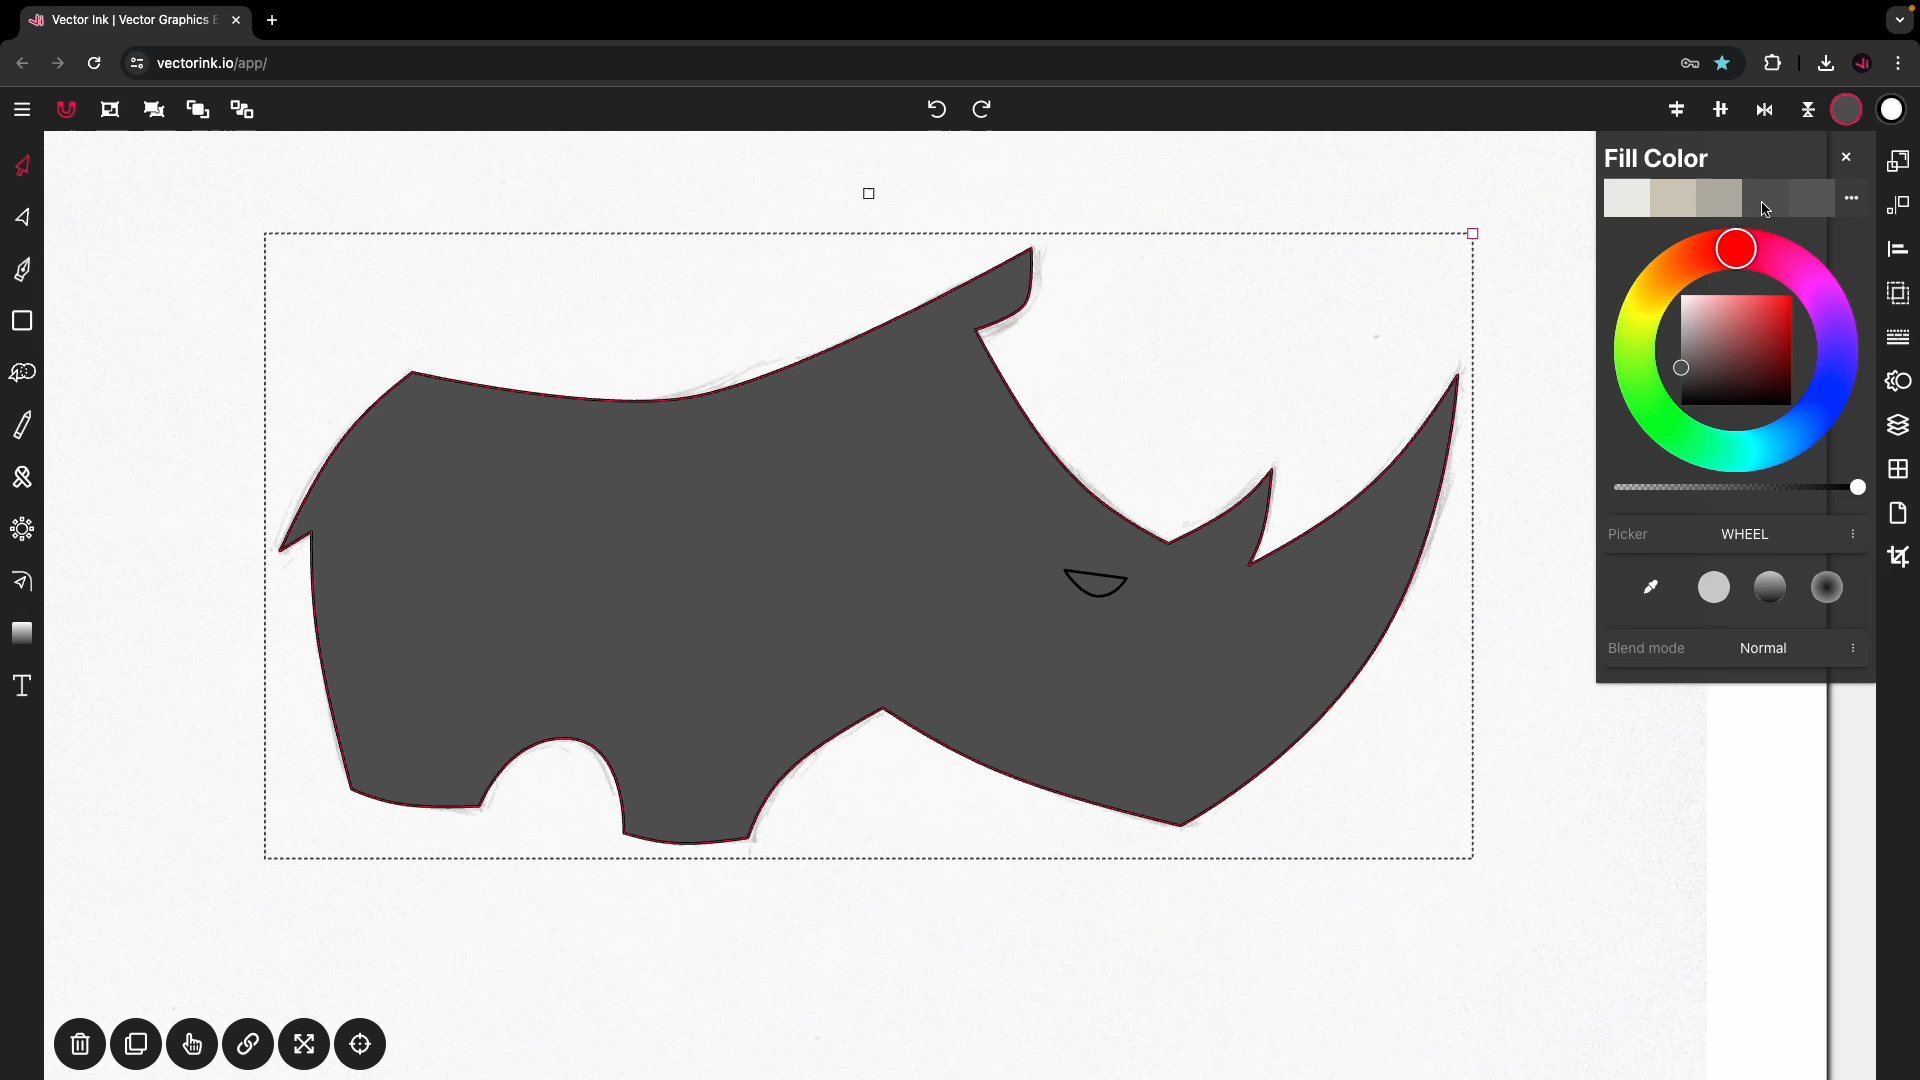 Vector Ink | Vector Graphics E
vectorink.io/app/
Fill Color
Picker WHEEL
Blend mode Normal